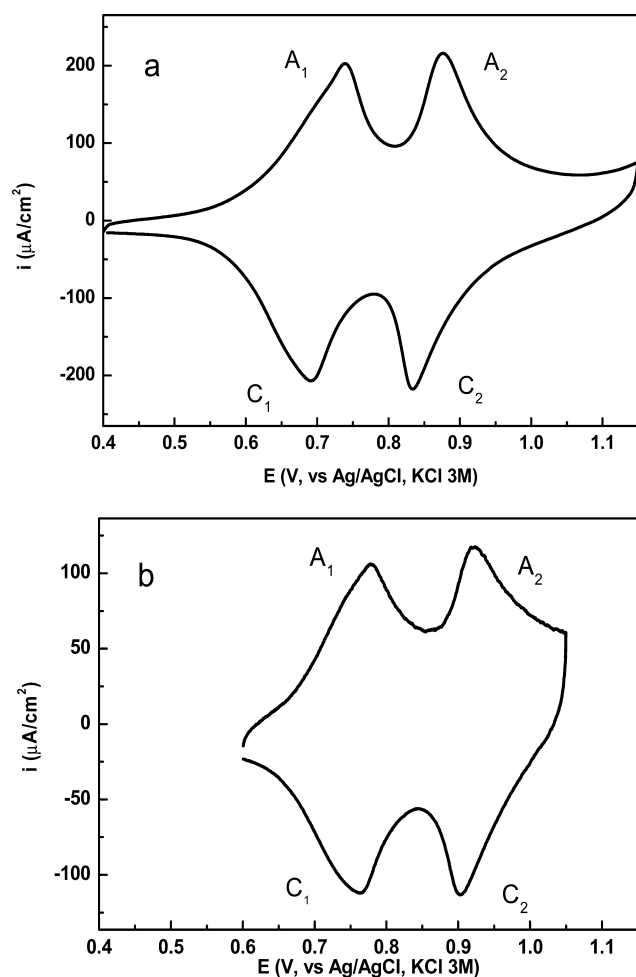 a
A₁
A₂
200
100
0
-100
-200
i (μA/cm²)
C₁
C₂
0.4 0.5 0.6 0.7 0.8 0.9 1.0 1.1
E (V, vs Ag/AgCl, KCl 3M)
b
A₁
A₂
100
50
0
-50
-100
i (μA/cm²)
C₁
C₂
0.4 0.5 0.6 0.7 0.8 0.9 1.0 1.1
E (V, vs Ag/AgCl, KCl 3M)